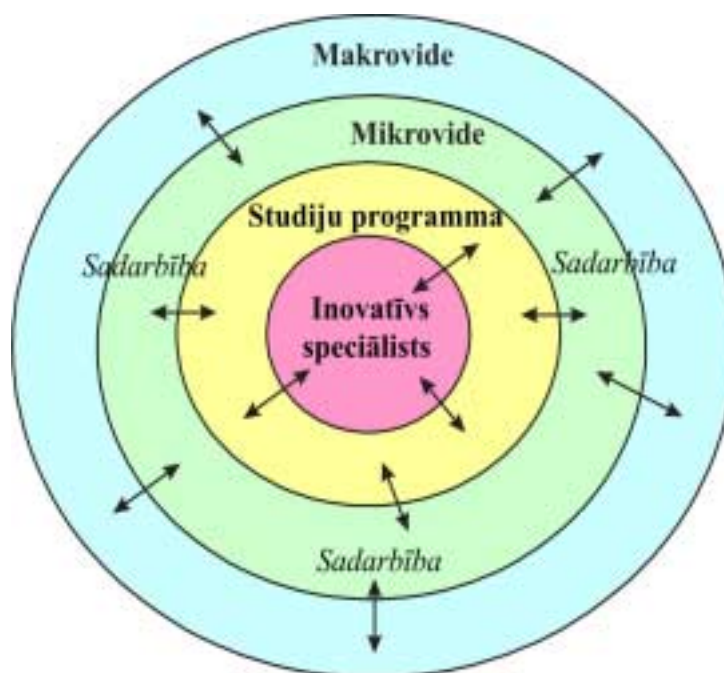 Makrovide
Mikrovide
Studiju programma
Sadarbība
Sadarbība
Inovatīvs
speciālists
Sadarbība